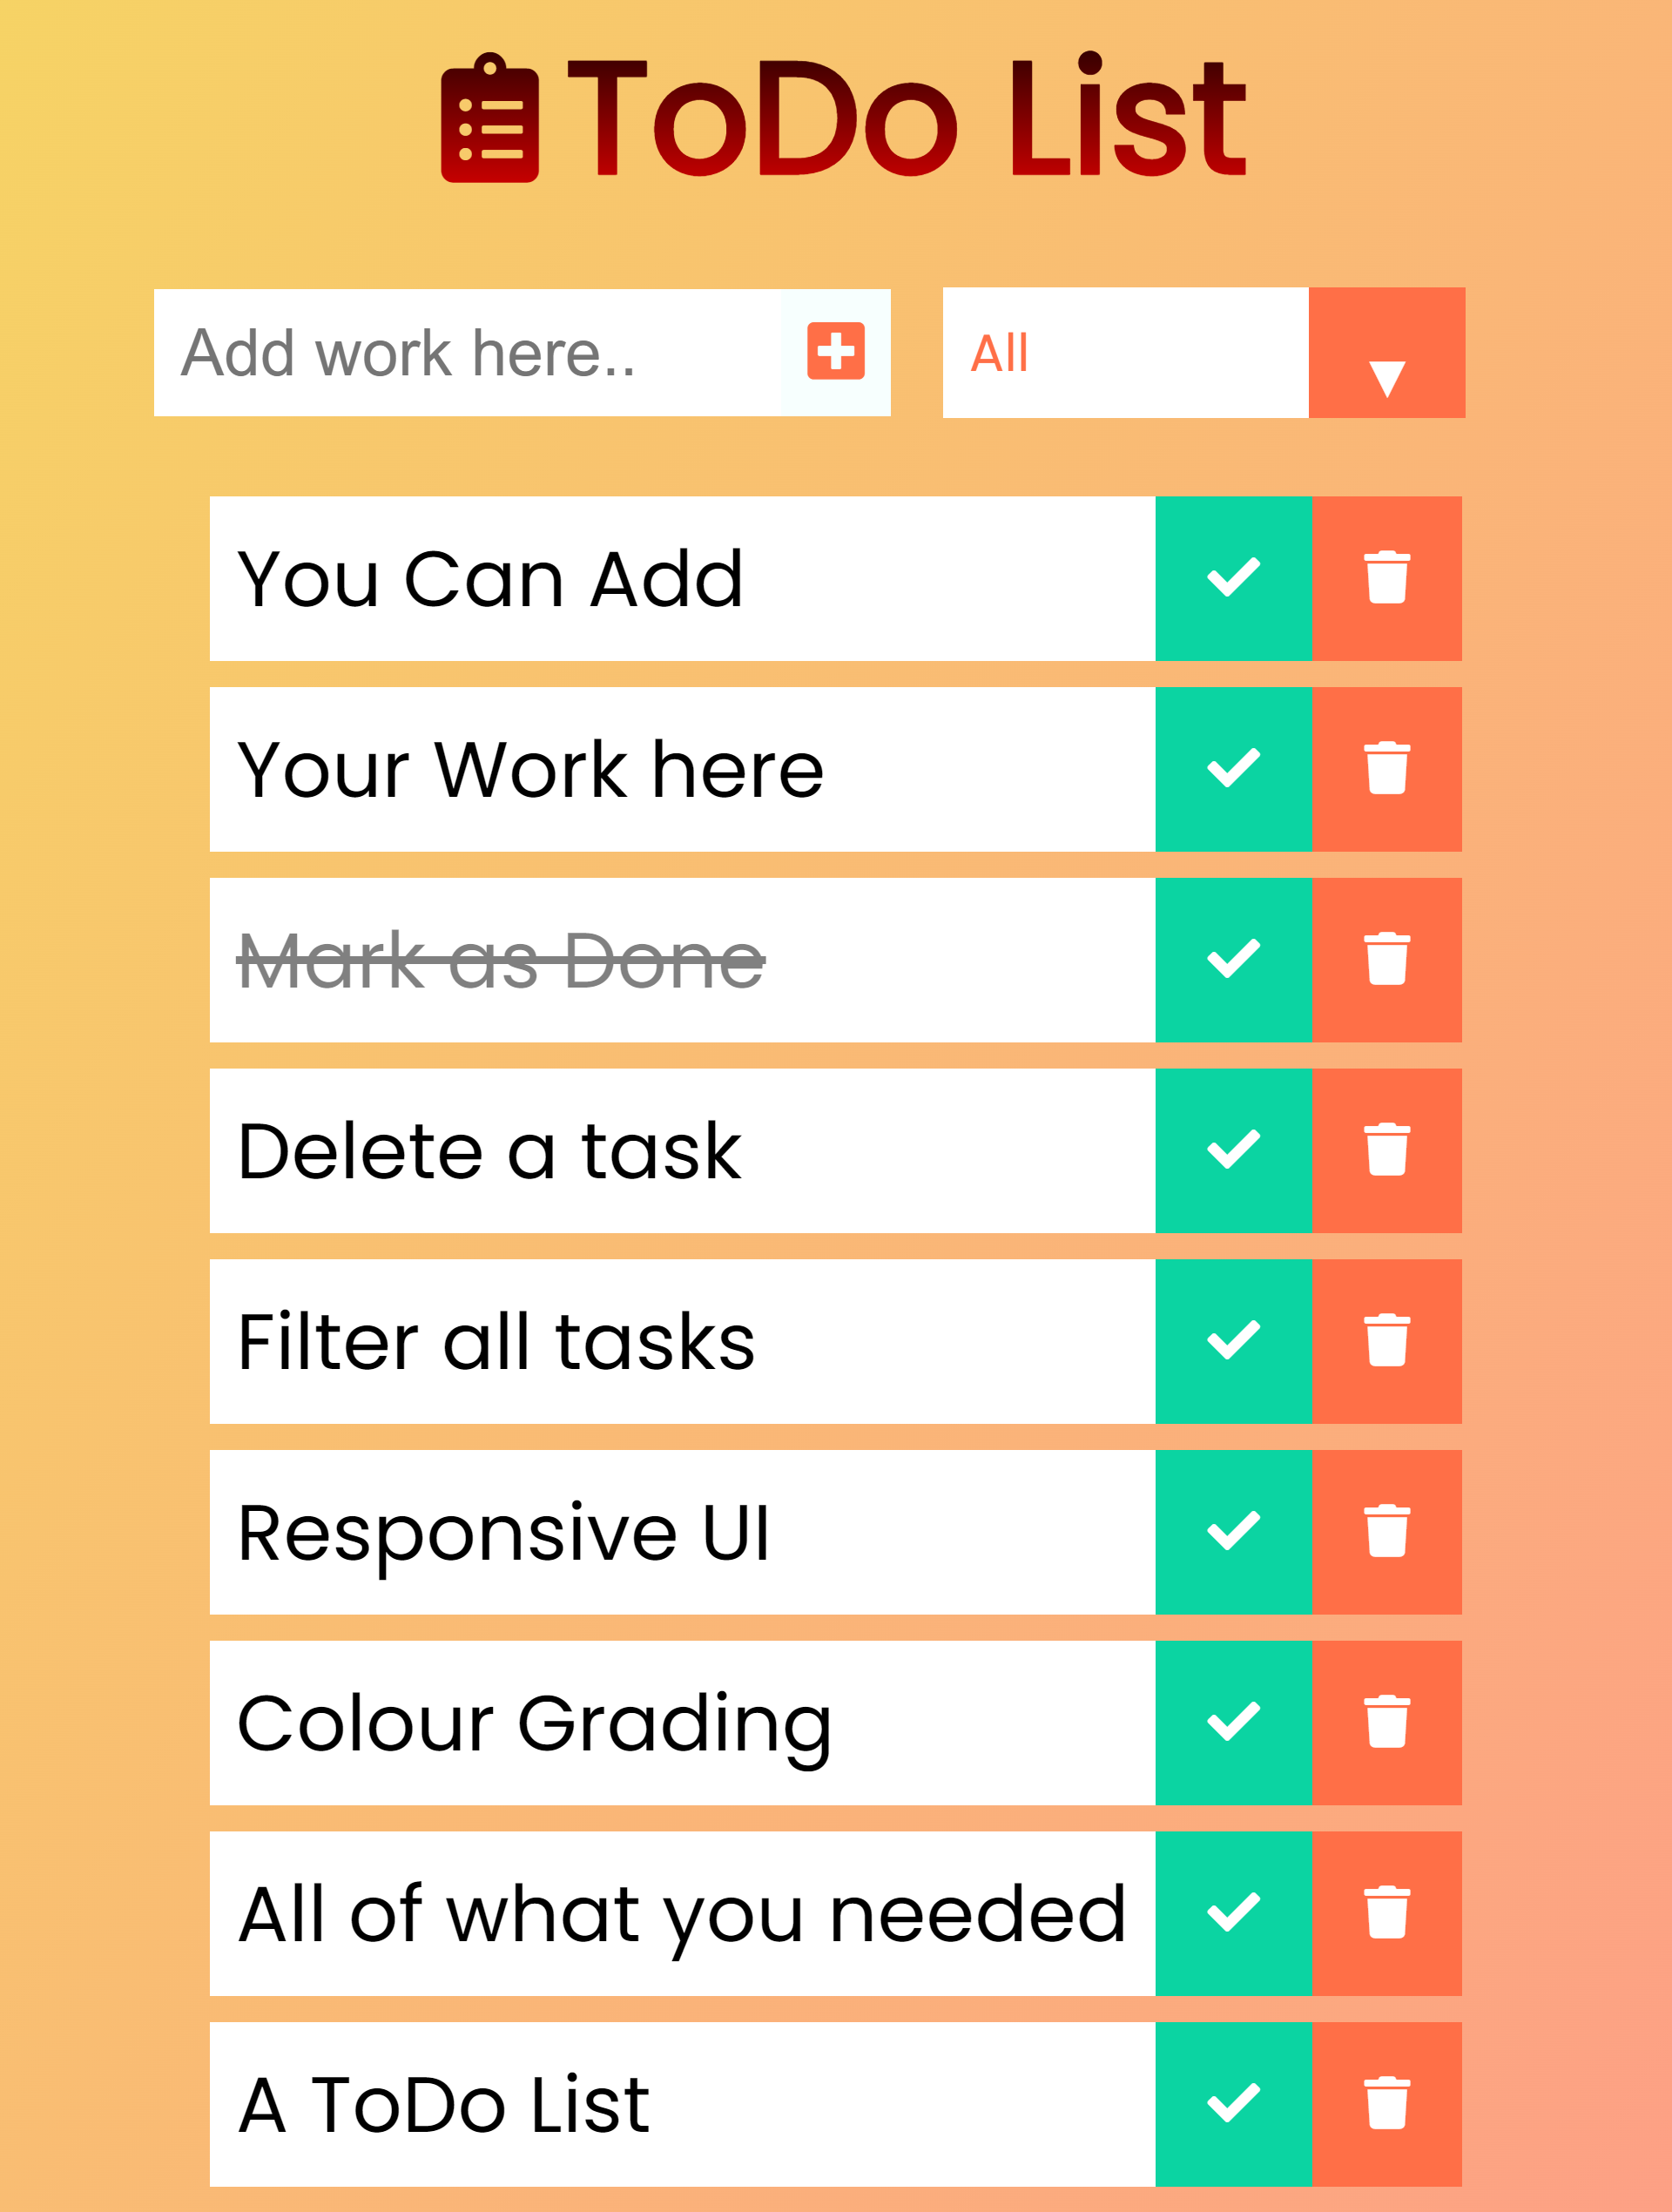 ToDo List
Add work here..
All
You Can Add
Your Work here
Mark as Done
Delete a task
Filter all tasks
Responsive UI
Colour Grading
All of what you needed
A ToDo List